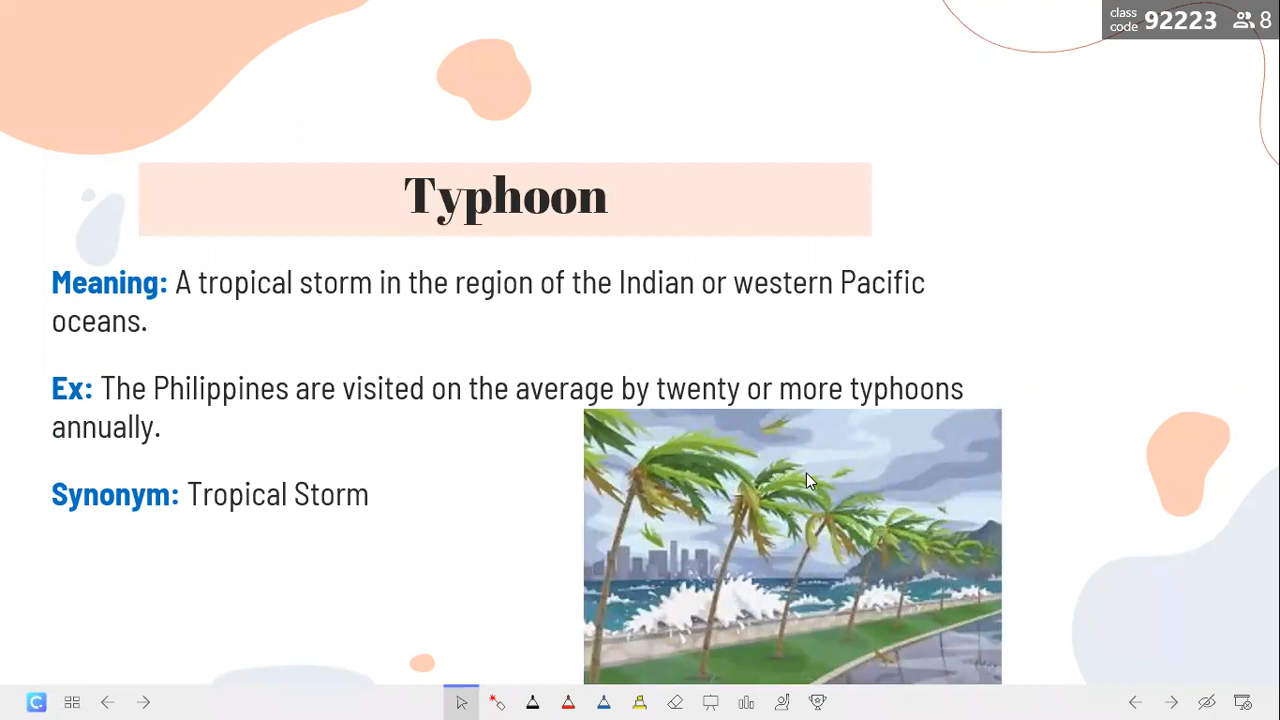 class
code 92223 8
Typhoon
Meaning: A tropical storm in the region of the Indian or western Pacific
oceans.
Ex: The Philippines are visited on the average by twenty or more typhoons
annually.
Synonym: Tropical Storm